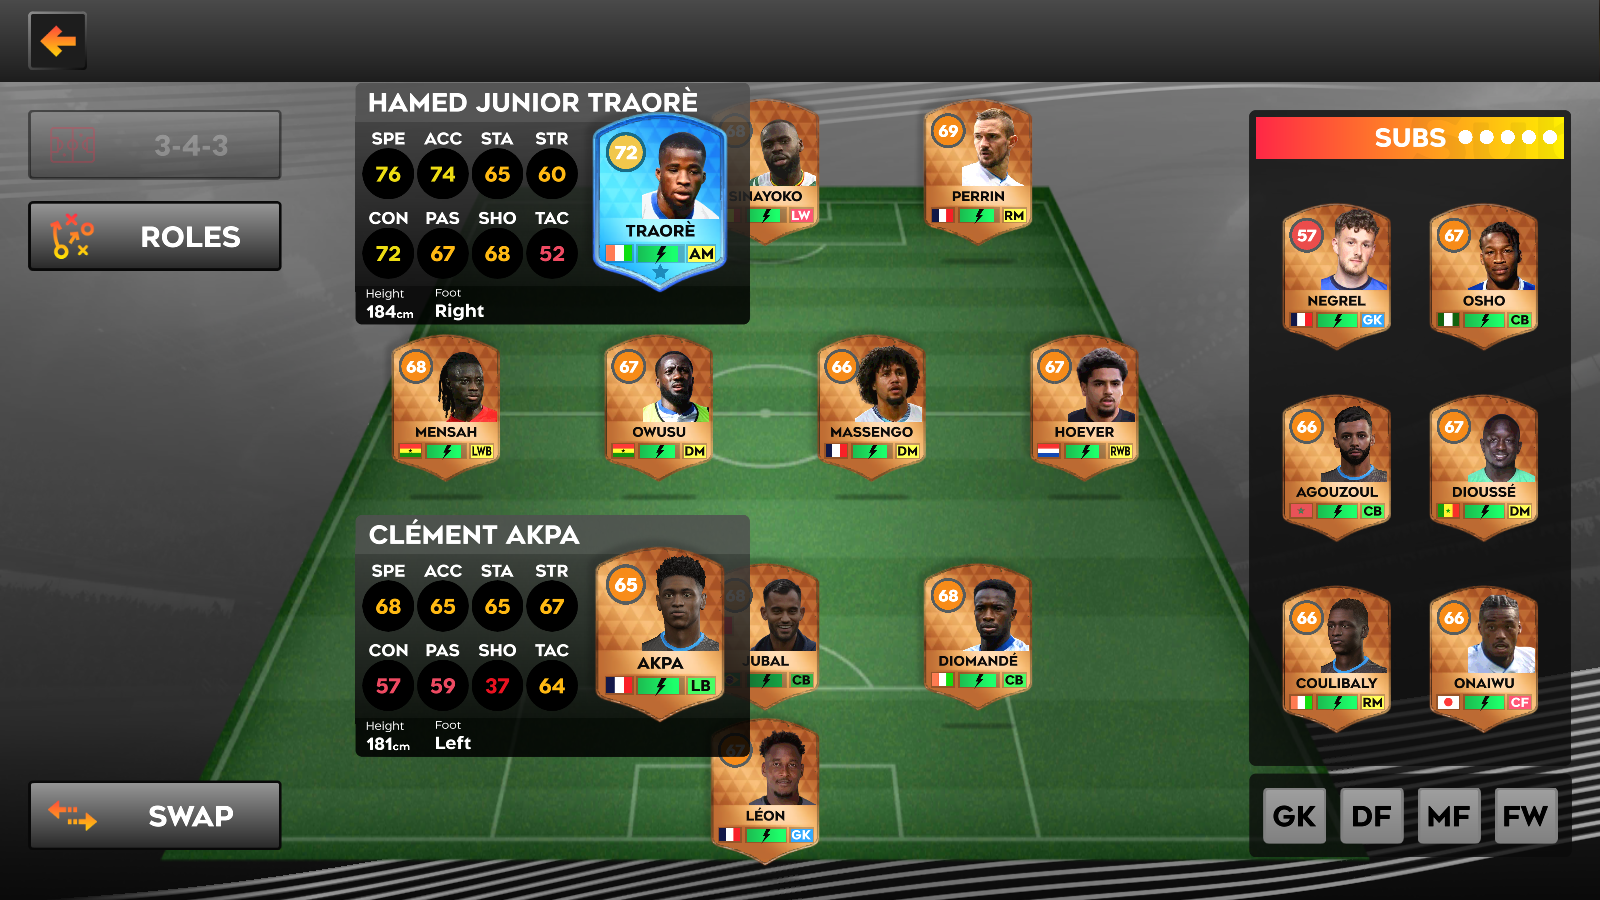 3-4-3
ROLES
SWAP
HAMED JUNIOR TRAORÈ
SPE ACC STA STR
76 74 65 60
CON PAS SHO TAC
72 67 68 52
Height Foot
184cm Right
72
TRAORÈ
AM
68
SINAYOKO
LW
69
PERRIN
RM
68
MENSAH
LWB
67
OWUSU
DM
66
MASSENGO
DM
67
HOEVER
RWB
CLÉMENT AKPA
SPE ACC STA STR
68 65 65 67
CON PAS SHO TAC
57 59 37 64
Height Foot
181cm Left
65
AKPA
LB
68
JUBAL
CB
68
DIOMANDÉ
CB
67
LÉON
GK
SUBS
57
NEGREL
GK
67
OSHO
CB
66
AGOUZOUL
CB
67
DIOUSSÉ
DM
66
COULIBALY
RM
66
ONAIWU
CF
GK DF MF FW